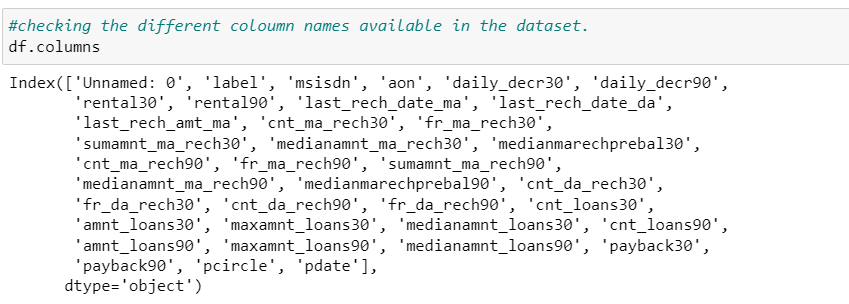 #checking the different coloumn names available in the dataset.
df.columns
Index(['Unnamed: 0', 'label', 'msisdn', 'aon', 'daily_decr30', 'daily_decr90',
'rental30', 'rental90', 'last_rech_date_ma', 'last_rech_date_da',
'last_rech_amt_ma', 'cnt_ma_rech30', 'fr_ma_rech30',
'sumamnt_ma_rech30', 'medianamnt_ma_rech30', 'medianmarechprebal30',
'cnt_ma_rech90', 'fr_ma_rech90', 'sumamnt_ma_rech90',
'medianamnt_ma_rech90', 'medianmarechprebal90', 'cnt_da_rech30',
'fr_da_rech30', 'cnt_da_rech90', 'fr_da_rech90', 'cnt_loans30',
'amnt_loans30', 'maxamnt_loans30', 'medianamnt_loans30', 'cnt_loans90',
'amnt_loans90', 'maxamnt_loans90', 'medianamnt_loans90', 'payback30',
'payback90', 'pcircle', 'pdate'],
dtype='object')